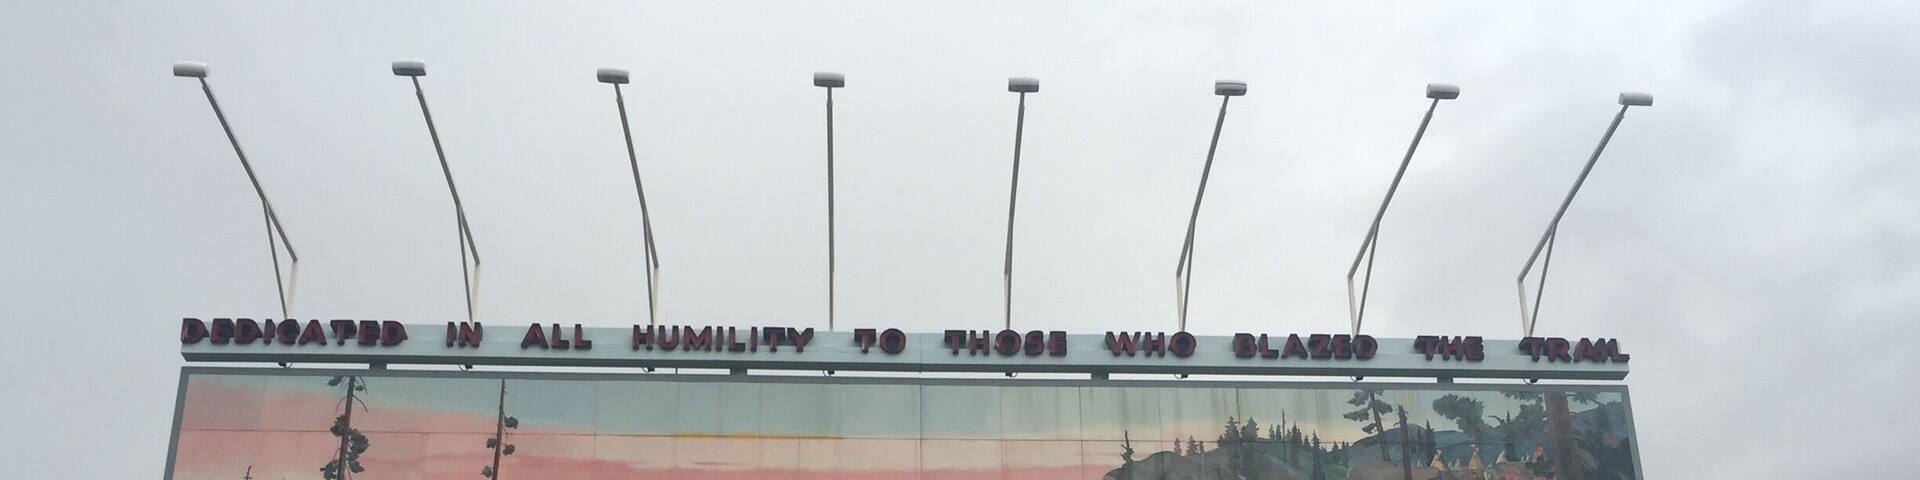 DEDICATED IN ALL HUMILITY TO THOSE WHO BLAZED THE TRAIL